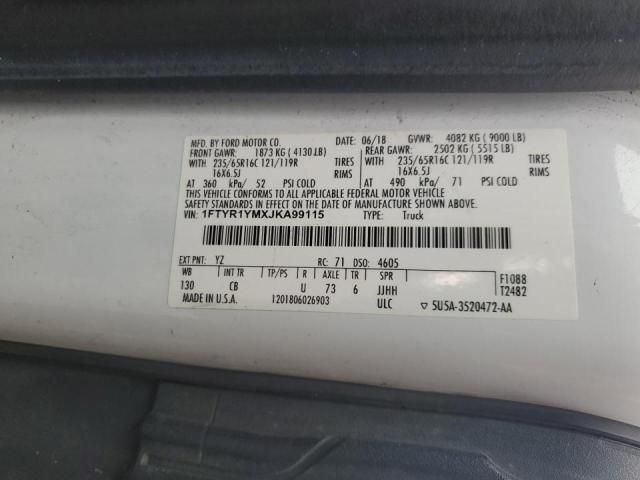 MFD. BY FORD MOTOR CO. DATE: 06/18 GVWR: 4082 KG ( 9000 LB)
FRONT GAWR: 1873 KG ( 4130 LB) REAR GAWR: 2502 KG ( 5515 LB)
WITH 235/65R16C 121/119R TIRES WITH 235/65R16C 121/119R TIRES
16X6.5J RIMS 16X6.5J RIMS
AT 360 kPa/ 52 PSI COLD AT 490 kPa/ 71 PSI COLD
THIS VEHICLE CONFORMS TO ALL APPLICABLE FEDERAL MOTOR VEHICLE
SAFETY STANDARDS IN EFFECT ON THE DATE OF MANUFACTURE SHOWN ABOVE.
VIN: 1FTYR1YMXJKA99115 TYPE: Truck
EXT PNT: YZ RC: 71 DSO: 4605
WB INT TR TP/PS R AXLE TR SPR F1088
130 CB U 73 6 JJHH T2482
MADE IN U.S.A. 1201806026903 ULC ▽ 5U5A-3520472-AA